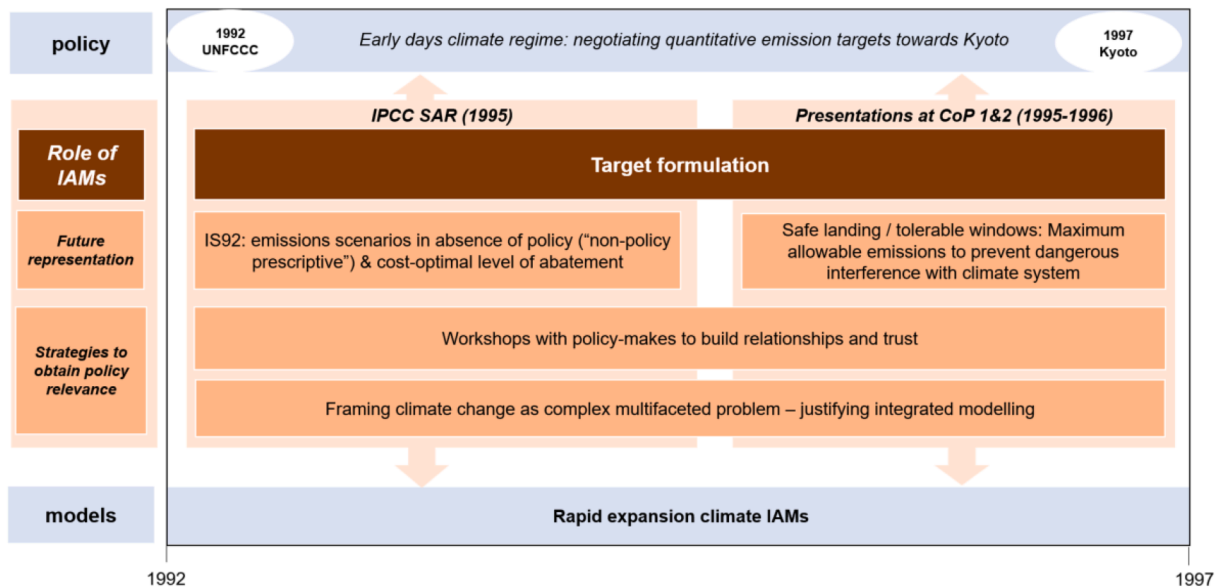 policy
1992
UNFCCC
Early days climate regime: negotiating quantitative emission targets towards Kyoto
1997
Kyoto
IPCC SAR (1995)
Presentations at CoP 1&2 (1995-1996)
Role of
IAMs
Target formulation
Future
representation
IS92: emissions scenarios in absence of policy (“non-policy
prescriptive”) & cost-optimal level of abatement
Safe landing / tolerable windows: Maximum
allowable emissions to prevent dangerous
interference with climate system
Strategies to
obtain policy
relevance
Workshops with policy-makes to build relationships and trust
Framing climate change as complex multifaceted problem – justifying integrated modelling
models
Rapid expansion climate IAMs
1992
1997